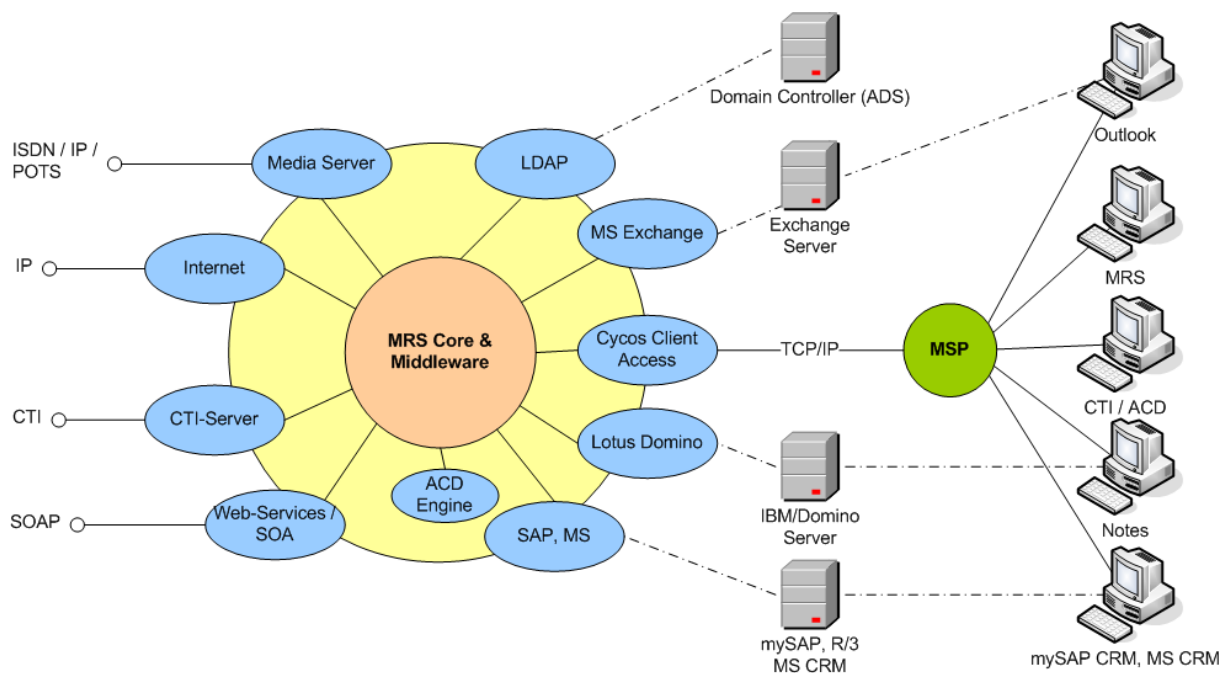 Domain Controller (ADS)
Outlook
ISDN / IP /
POTS
Media Server
LDAP
MS Exchange
Exchange
Server
IP
Internet
MRS
MRS Core &
Middleware
Cycos Client
Access
TCP/IP
MSP
CTI
CTI-Server
CTI / ACD
Lotus Domino
ACD
Engine
SOAP
Web-Services /
SOA
SAP, MS
IBM/Domino
Server
Notes
mySAP, R/3
MS CRM
mySAP CRM, MS CRM